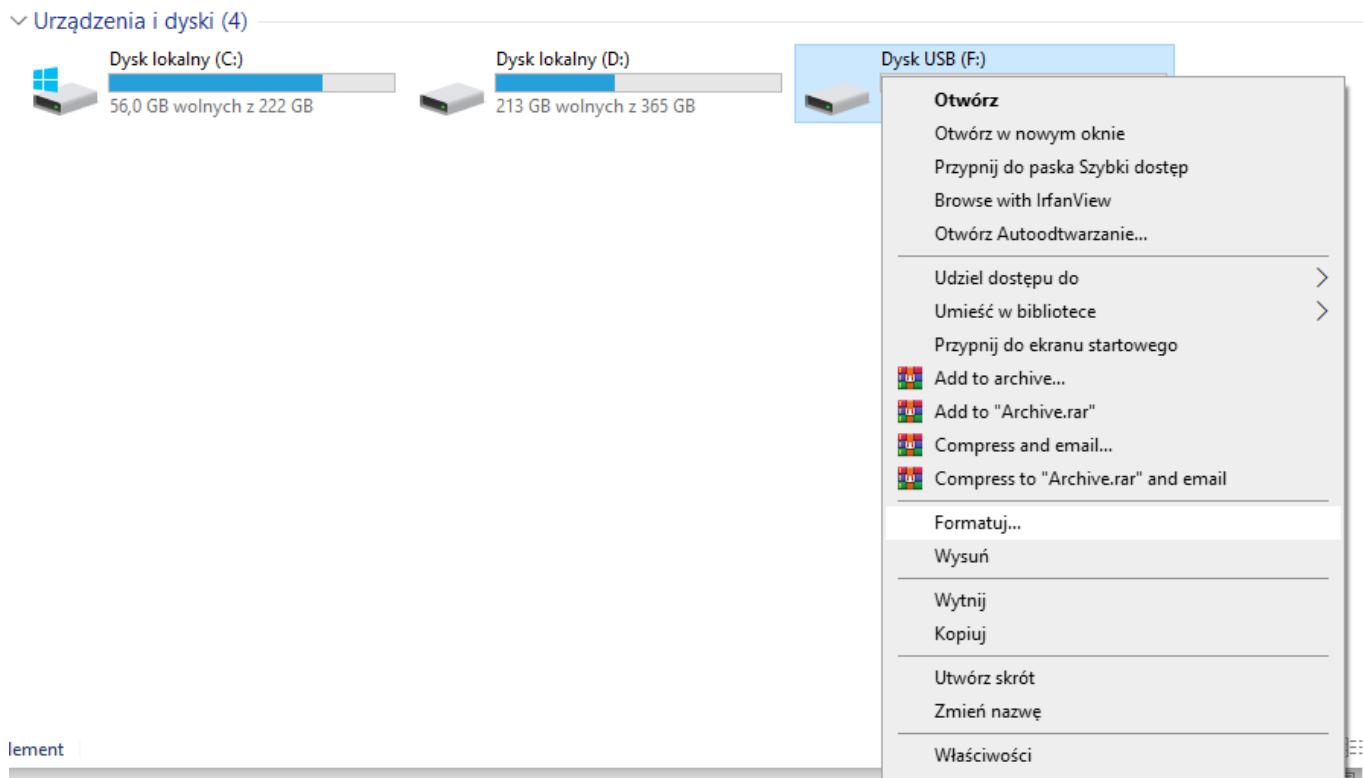 Urządzenia i dyski (4)
Dysk lokalny (C:)
56,0 GB wolnych z 222 GB
Dysk lokalny (D:)
213 GB wolnych z 365 GB
Dysk USB (F:)
Otwórz
Otwórz w nowym oknie
Przypnij do paska Szybki dostęp
Browse with IrfanView
Otwórz Autoodtwarzanie...
Udziel dostępu do
Umieść w bibliotece
Przypnij do ekranu startowego
Add to archive...
Add to "Archive.rar"
Compress and email...
Compress to "Archive.rar" and email
Formatuj...
Wysuń
Wytnij
Kopiuj
Utwórz skrót
Zmień nazwę
Właściwości
lement